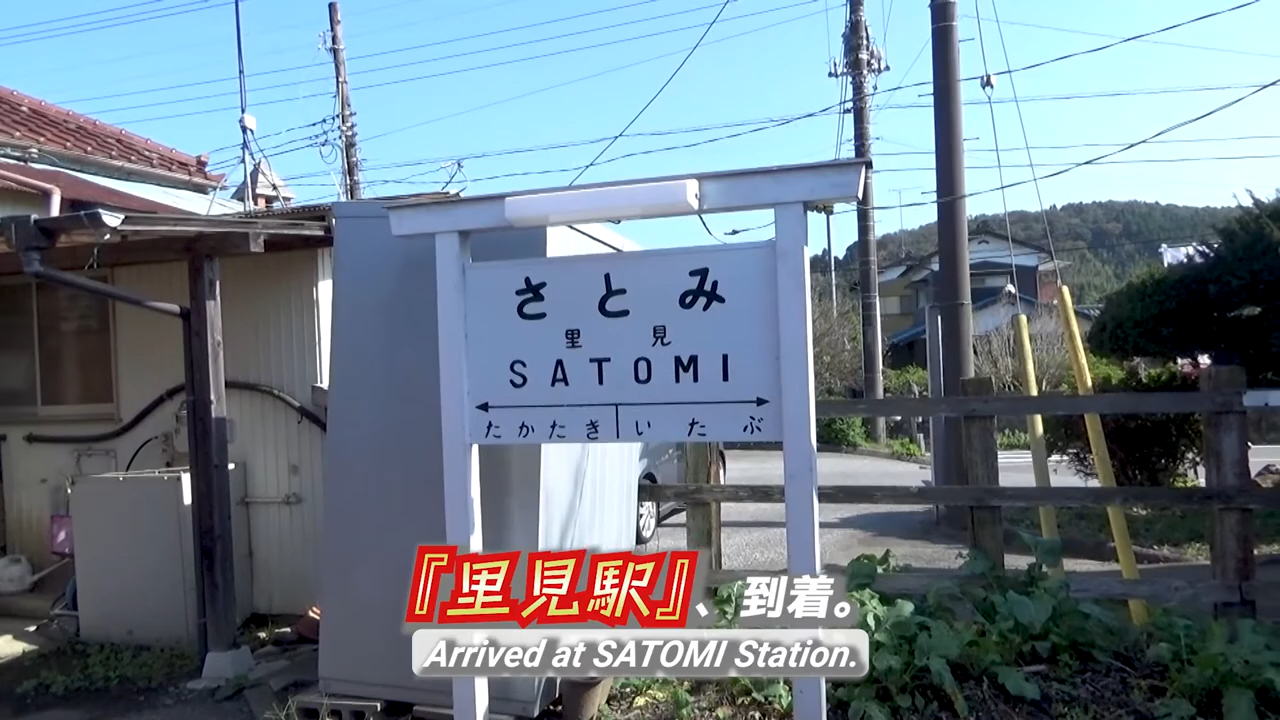 さとみ
里見
SATOMI
たかたき いたぶ
『里見駅』、到着。
Arrived at SATOMI Station.